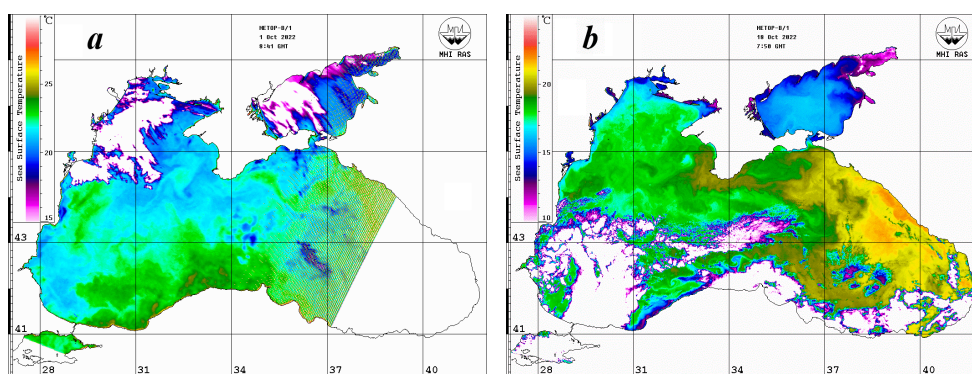 °C
a
METOP-B/1
1 Oct 2022
8:41 GMT
MHI RAS
Sea Surface Temperature
25
20
15
43
41
28
31
34
37
40
°C
b
METOP-B/1
18 Oct 2022
7:50 GMT
MHI RAS
Sea Surface Temperature
20
15
10
43
41
28
31
34
37
40